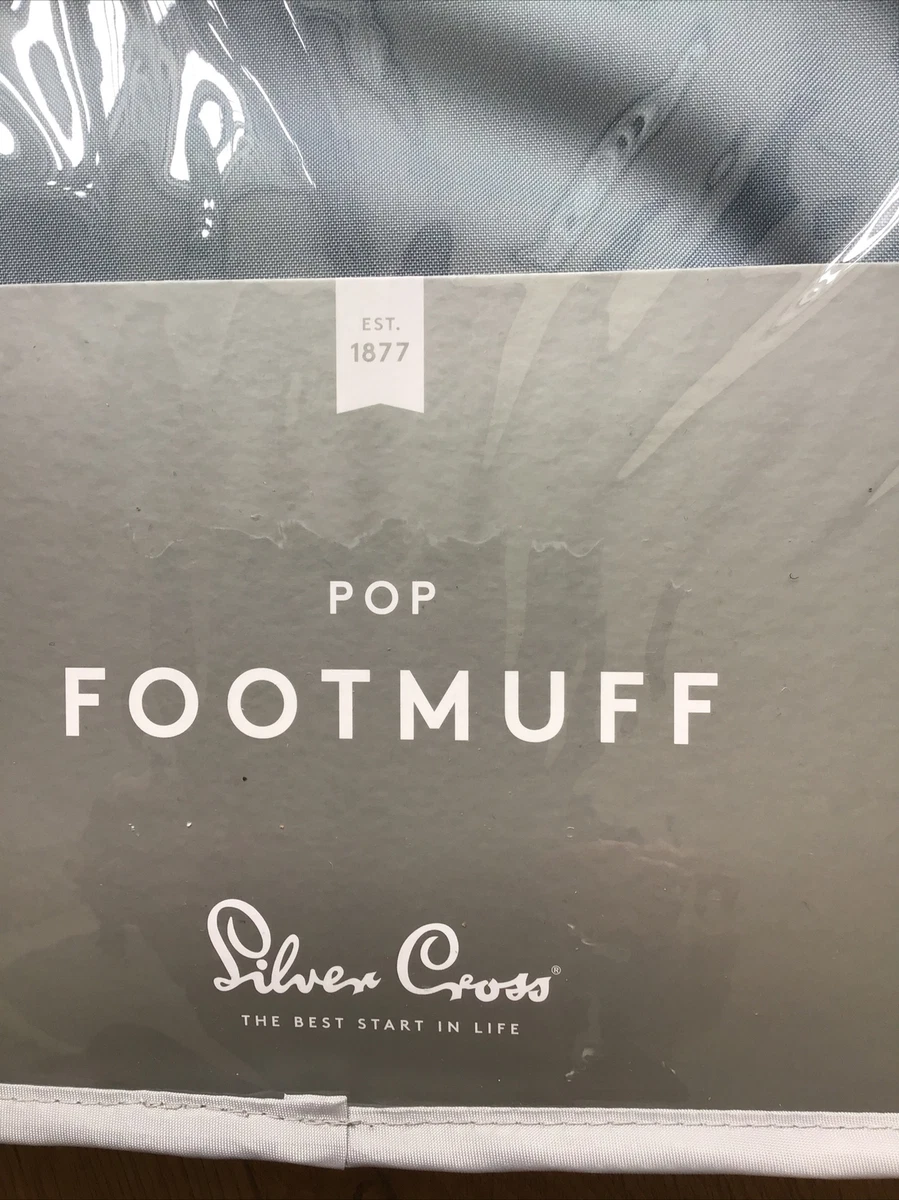 EST.
1877
POP
FOOTMUFF
Silver Cross®
THE BEST START IN LIFE